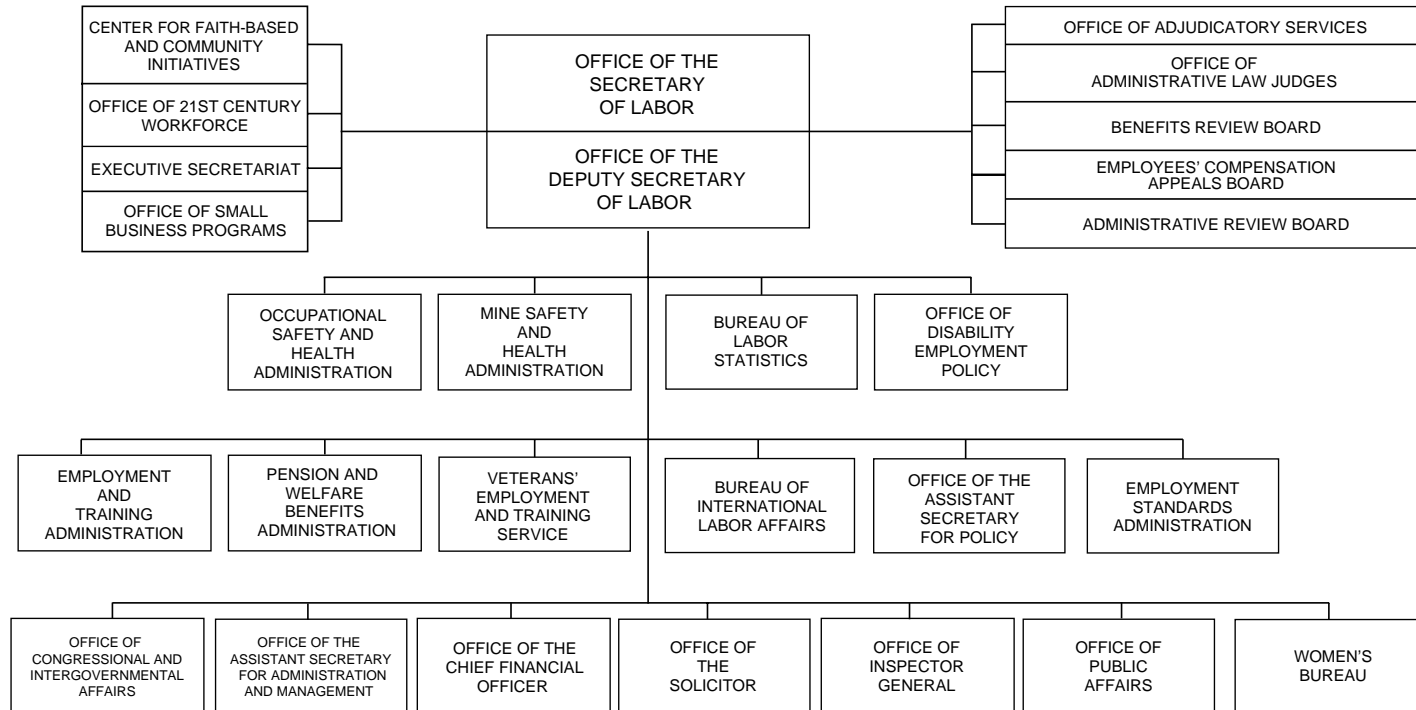 CENTER FOR FAITH-BASED
AND COMMUNITY
INITIATIVES
OFFICE OF 21ST CENTURY
WORKFORCE
EXECUTIVE SECRETARIAT
OFFICE OF SMALL
BUSINESS PROGRAMS
OFFICE OF THE
SECRETARY
OF LABOR
OFFICE OF THE
DEPUTY SECRETARY
OF LABOR
OFFICE OF ADJUDICATORY SERVICES
OFFICE OF
ADMINISTRATIVE LAW JUDGES
BENEFITS REVIEW BOARD
EMPLOYEES’ COMPENSATION
APPEALS BOARD
ADMINISTRATIVE REVIEW BOARD
OCCUPATIONAL
SAFETY AND
HEALTH
ADMINISTRATION
MINE SAFETY
AND
HEALTH
ADMINISTRATION
BUREAU OF
LABOR
STATISTICS
OFFICE OF
DISABILITY
EMPLOYMENT
POLICY
EMPLOYMENT
AND
TRAINING
ADMINISTRATION
PENSION AND
WELFARE
BENEFITS
ADMINISTRATION
VETERANS’
EMPLOYMENT
AND TRAINING
SERVICE
BUREAU OF
INTERNATIONAL
LABOR AFFAIRS
OFFICE OF THE
ASSISTANT
SECRETARY
FOR POLICY
EMPLOYMENT
STANDARDS
ADMINISTRATION
OFFICE OF
CONGRESSIONAL AND
INTERGOVERNMENTAL
AFFAIRS
OFFICE OF THE
ASSISTANT SECRETARY
FOR ADMINISTRATION
AND MANAGEMENT
OFFICE OF THE
CHIEF FINANCIAL
OFFICER
OFFICE OF
THE
SOLICITOR
OFFICE OF
INSPECTOR
GENERAL
OFFICE OF
PUBLIC
AFFAIRS
WOMEN’S
BUREAU